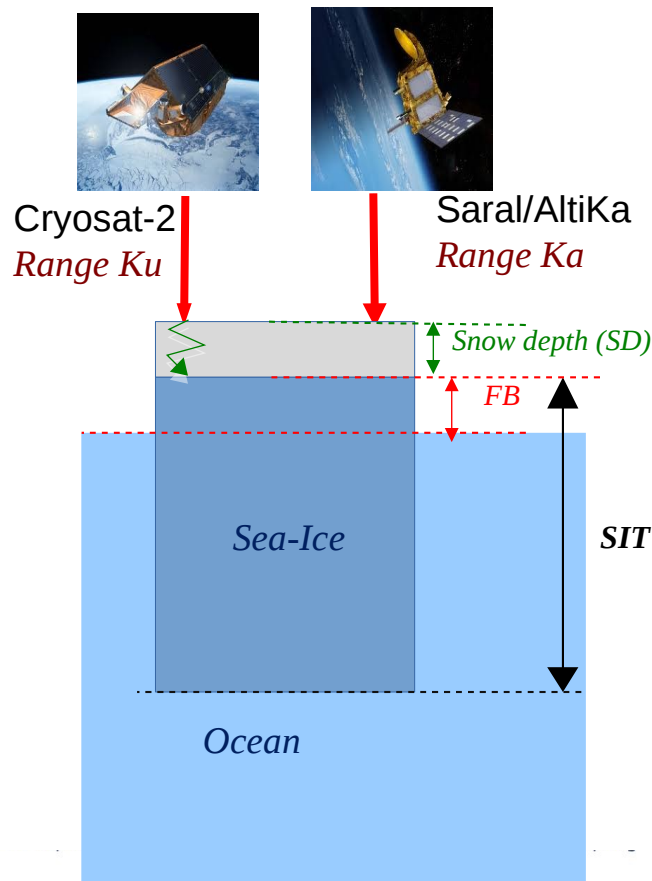 Cryosat-2
Range Ku
Saral/AltiKa
Range Ka
Snow depth (SD)
FB
SIT
Sea-Ice
Ocean